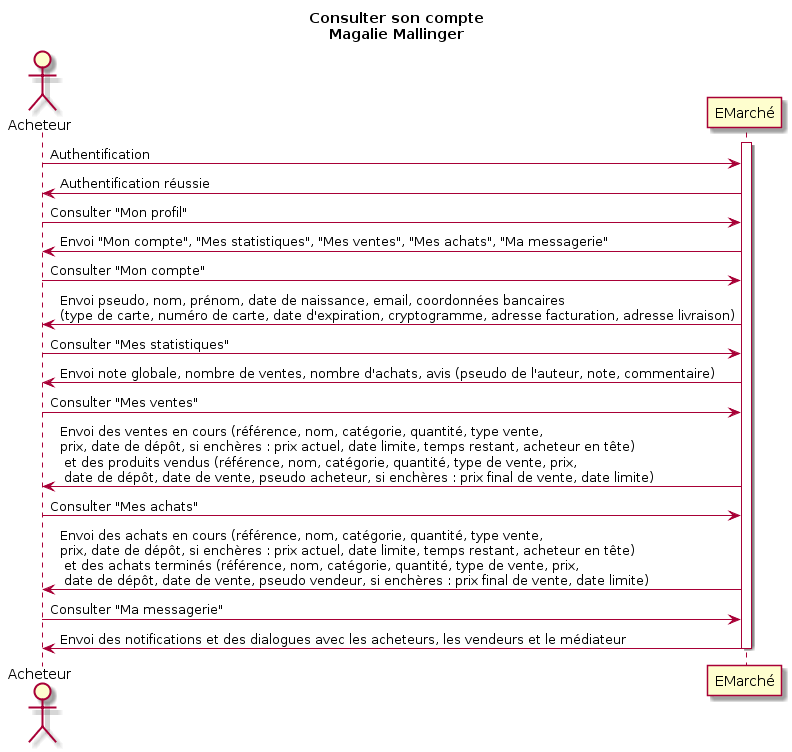 Consulter son compte
Magalie Mallinger
Acheteur
EMarché
Authentification
Authentification réussie
Consulter "Mon profil"
Envoi "Mon compte", "Mes statistiques", "Mes ventes", "Mes achats", "Ma messagerie"
Consulter "Mon compte"
Envoi pseudo, nom, prénom, date de naissance, email, coordonnées bancaires
(type de carte, numéro de carte, date d'expiration, cryptogramme, adresse facturation, adresse livraison)
Consulter "Mes statistiques"
Envoi note globale, nombre de ventes, nombre d'achats, avis (pseudo de l'auteur, note, commentaire)
Consulter "Mes ventes"
Envoi des ventes en cours (référence, nom, catégorie, quantité, type vente,
prix, date de dépôt, si enchères : prix actuel, date limite, temps restant, acheteur en tête)
et des produits vendus (référence, nom, catégorie, quantité, type de vente, prix,
date de dépôt, date de vente, pseudo acheteur, si enchères : prix final de vente, date limite)
Consulter "Mes achats"
Envoi des achats en cours (référence, nom, catégorie, quantité, type vente,
prix, date de dépôt, si enchères : prix actuel, date limite, temps restant, acheteur en tête)
et des achats terminés (référence, nom, catégorie, quantité, type de vente, prix,
date de dépôt, date de vente, pseudo vendeur, si enchères : prix final de vente, date limite)
Consulter "Ma messagerie"
Envoi des notifications et des dialogues avec les acheteurs, les vendeurs et le médiateur
Acheteur
EMarché